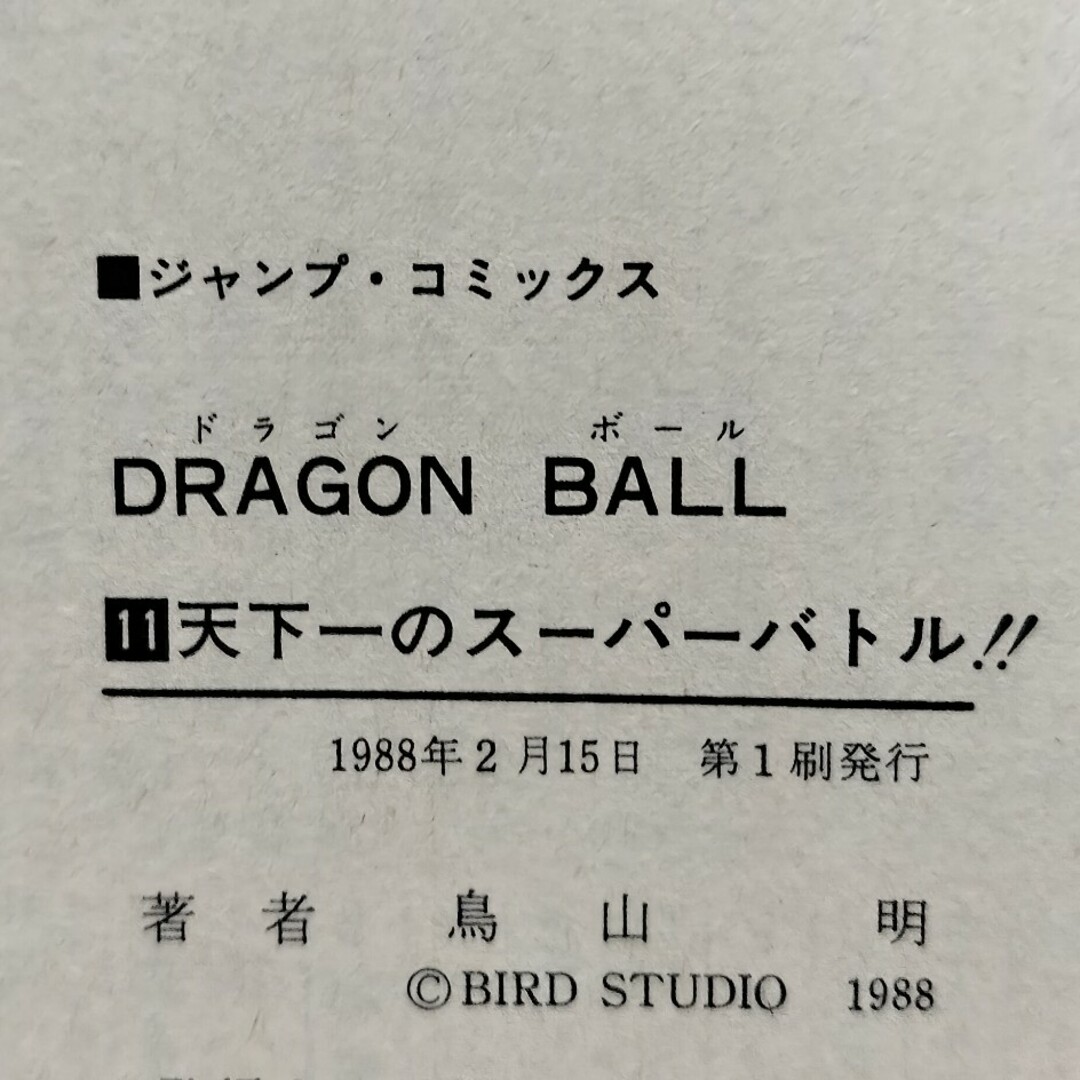 ■ジャンプ・コミックス
ドラゴン ボール
DRAGON BALL
11天下一のスーパーバトル!!
1988年2月15日 第1刷発行
著者 鳥山 明
©BIRD STUDIO 1988